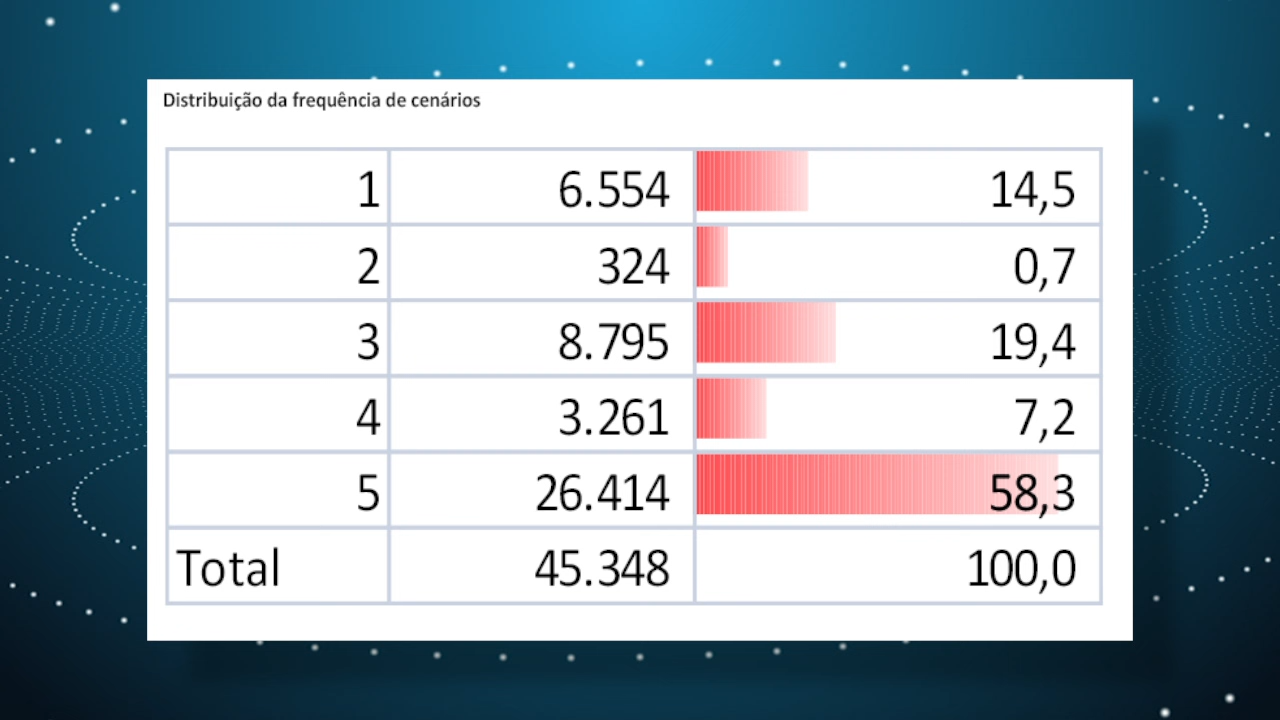 Distribuição da frequência de cenários
1 6.554 14,5
2 324 0,7
3 8.795 19,4
4 3.261 7,2
5 26.414 58,3
Total 45.348 100,0